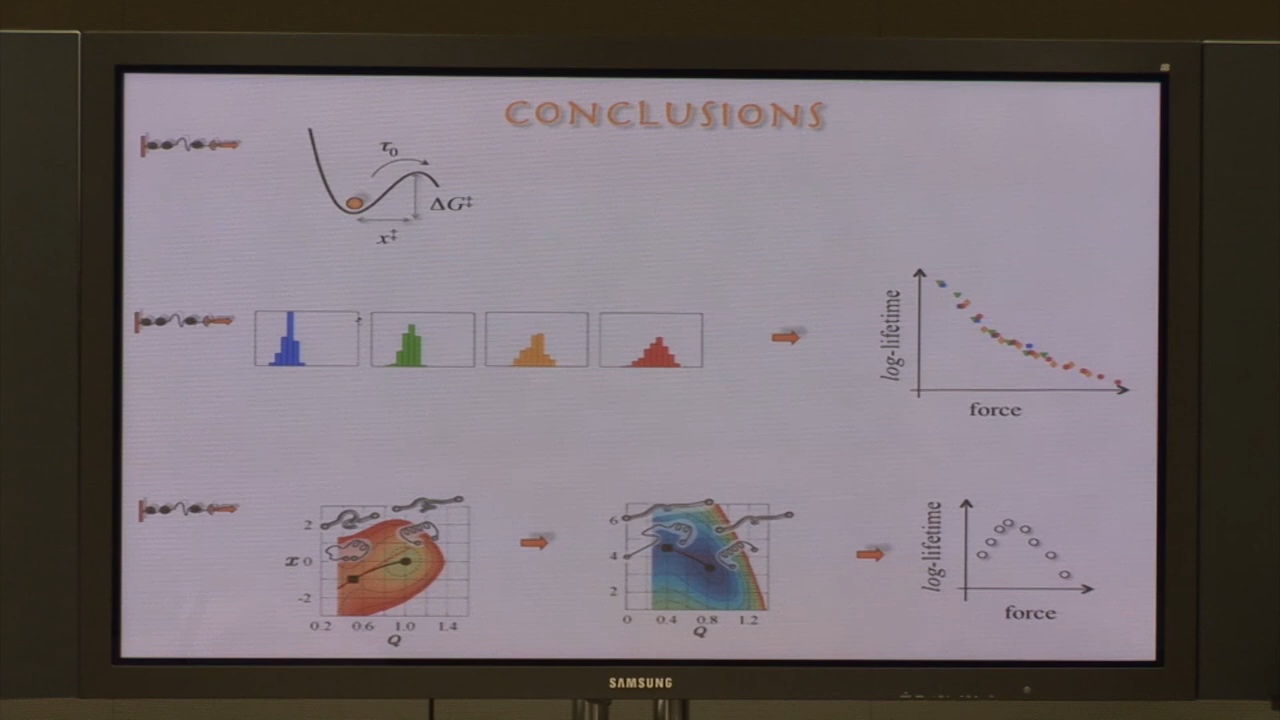 CONCLUSIONS
τ0
ΔG‡
x‡
log-lifetime
force
2
x 0
-2
0.2 0.6 1.0 1.4
Q
6
4
2
0 0.4 0.8 1.2
Q
log-lifetime
force
SAMSUNG